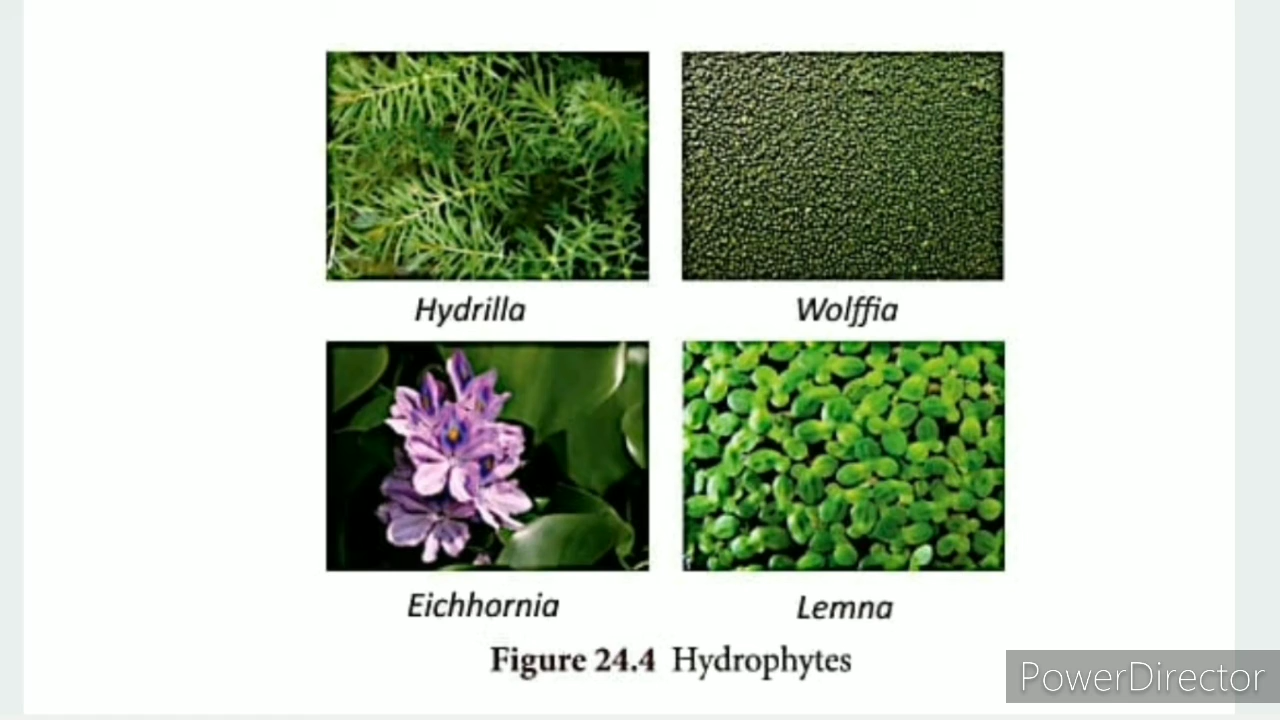 Hydrilla
Wolffia
Eichhornia
Lemna
Figure 24.4 Hydrophytes
PowerDirector